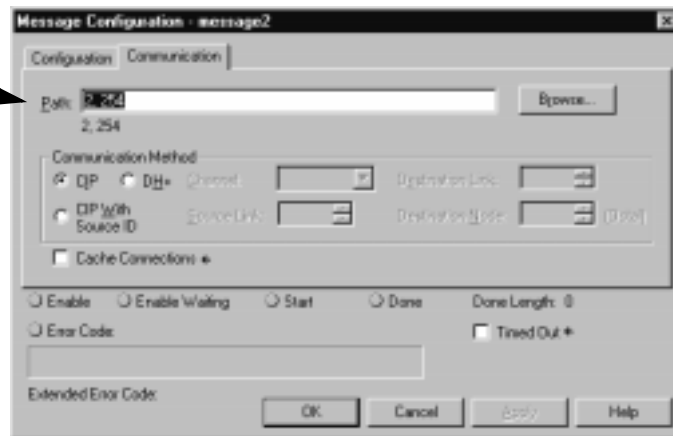 Message Configuration - message2
Configuration Communication
Path: 2, 254 Browse...
2, 254
Communication Method
CIP DH+ Channel: Destination Link:
CIP With Source ID Source Link: Destination Node: (Octal)
Cache Connections
Enable Enable Waiting Start Done Done Length: 0
Error Code: Timed Out
Extended Error Code:
OK Cancel Apply Help